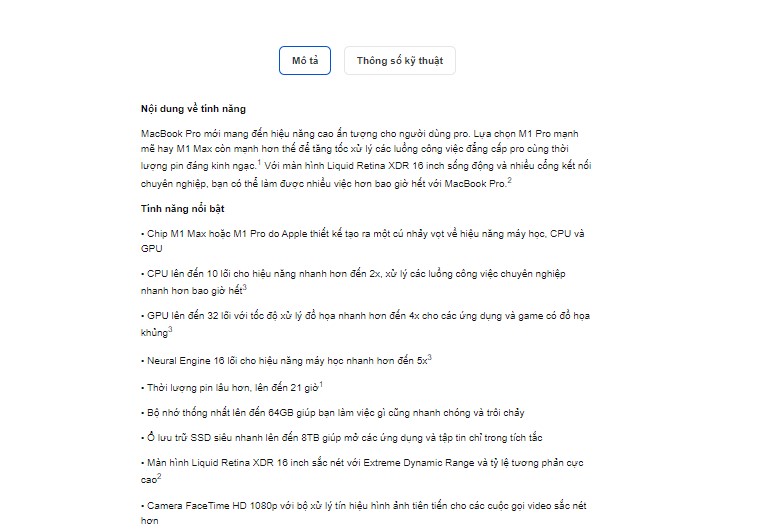 Mô tả
Thông số kỹ thuật
Nội dung về tính năng
MacBook Pro mới mang đến hiệu năng cao ấn tượng cho người dùng pro. Lựa chọn M1 Pro mạnh
mẽ hay M1 Max còn mạnh hơn thế để tăng tốc xử lý các luồng công việc đẳng cấp pro cùng thời
lượng pin đáng kinh ngạc.¹ Với màn hình Liquid Retina XDR 16 inch sống động và nhiều cổng kết nối
chuyên nghiệp, bạn có thể làm được nhiều việc hơn bao giờ hết với MacBook Pro.²
Tính năng nổi bật
• Chip M1 Max hoặc M1 Pro do Apple thiết kế tạo ra một cú nhảy vọt về hiệu năng máy học, CPU và
GPU
• CPU lên đến 10 lõi cho hiệu năng nhanh hơn đến 2x, xử lý các luồng công việc chuyên nghiệp
nhanh hơn bao giờ hết³
• GPU lên đến 32 lõi với tốc độ xử lý đồ họa nhanh hơn đến 4x cho các ứng dụng và game có đồ họa
khủng³
• Neural Engine 16 lõi cho hiệu năng máy học nhanh hơn đến 5x³
• Thời lượng pin lâu hơn, lên đến 21 giờ¹
• Bộ nhớ thống nhất lên đến 64GB giúp bạn làm việc gì cũng nhanh chóng và trôi chảy
• Ổ lưu trữ SSD siêu nhanh lên đến 8TB giúp mở các ứng dụng và tập tin chỉ trong tích tắc
• Màn hình Liquid Retina XDR 16 inch sắc nét với Extreme Dynamic Range và tỷ lệ tương phản cực
cao²
• Camera FaceTime HD 1080p với bộ xử lý tín hiệu hình ảnh tiên tiến cho các cuộc gọi video sắc nét
hơn